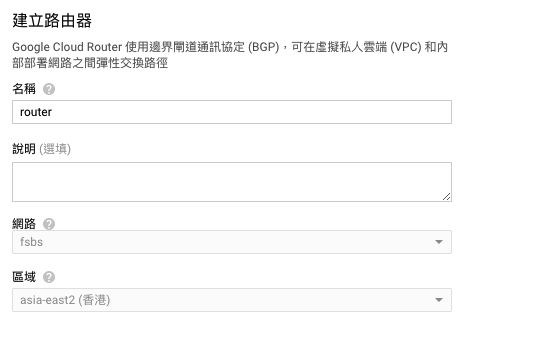 建立路由器
Google Cloud Router 使用邊界閘道通訊協定 (BGP)，可在虛擬私人雲端 (VPC) 和內
部部署網路之間彈性交換路徑
名稱 ?
router
說明 (選填)
網路 ?
fsbs
區域 ?
asia-east2 (香港)